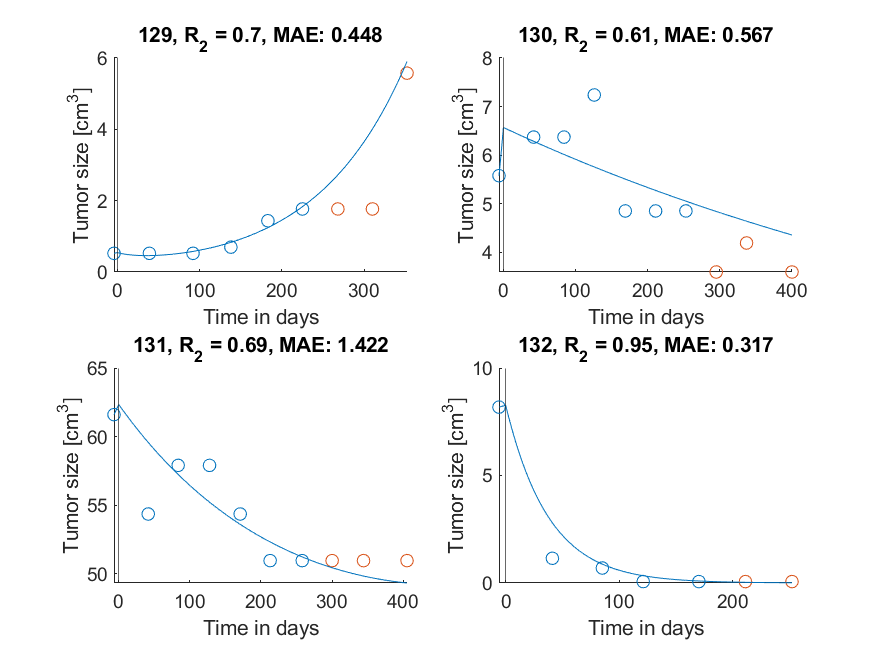 129, R2 = 0.7, MAE: 0.448
Tumor size [cm3]
6
4
2
0
0 100 200 300
Time in days
130, R2 = 0.61, MAE: 0.567
Tumor size [cm3]
8
7
6
5
4
0 100 200 300 400
Time in days
131, R2 = 0.69, MAE: 1.422
Tumor size [cm3]
65
60
55
50
0 100 200 300 400
Time in days
132, R2 = 0.95, MAE: 0.317
Tumor size [cm3]
10
5
0
0 100 200
Time in days